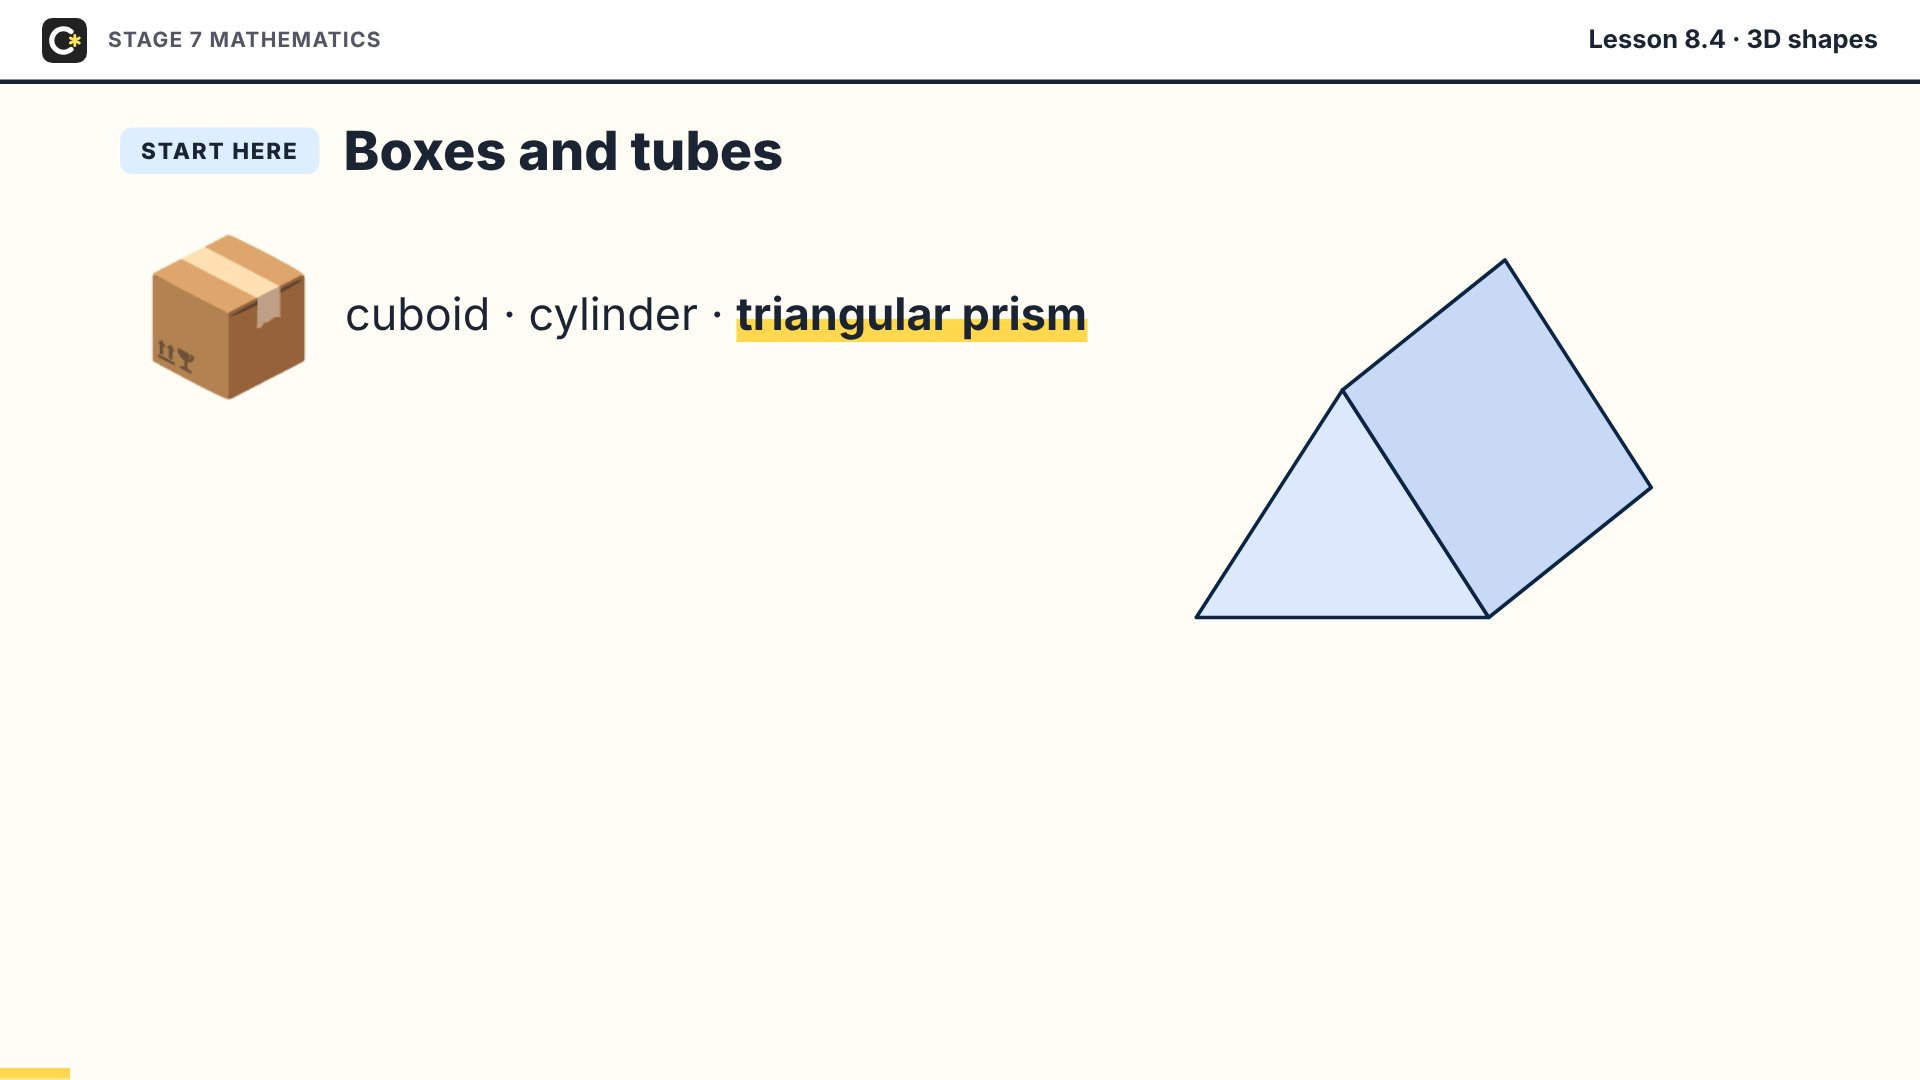 STAGE 7 MATHEMATICS
Lesson 8.4 · 3D shapes
START HERE
Boxes and tubes
cuboid · cylinder · triangular prism